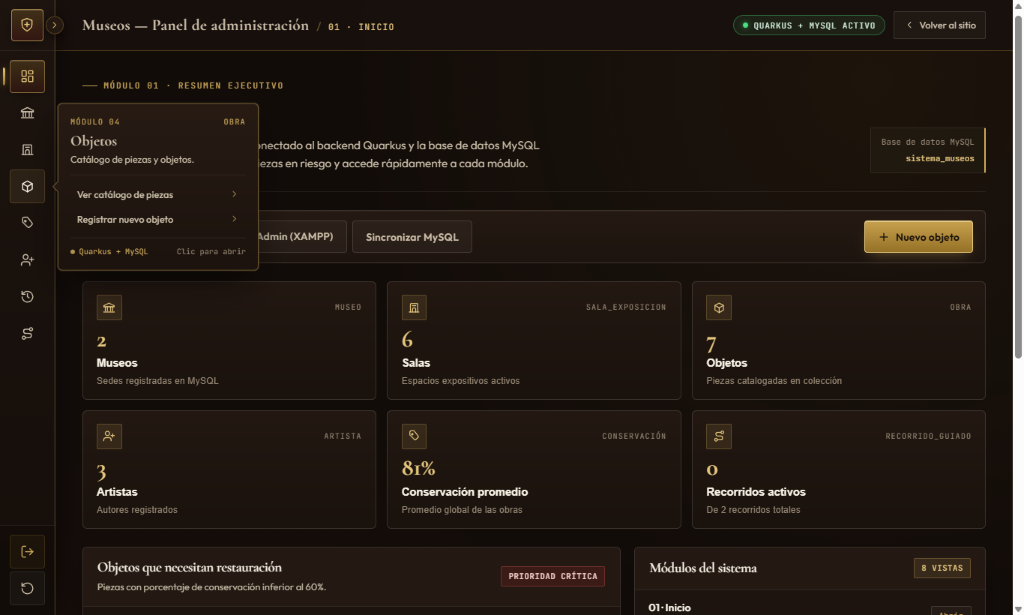 Museos — Panel de administración / 01 · INICIO
QUARKUS + MYSQL ACTIVO
Volver al sitio
MÓDULO 01 · RESUMEN EJECUTIVO
MÓDULO 04 OBRA
Objetos
Catálogo de piezas y objetos.
Ver catálogo de piezas
Registrar nuevo objeto
Quarkus + MySQL Clic para abrir
conectado al backend Quarkus y la base de datos MySQL
iezas en riesgo y accede rápidamente a cada módulo.
Base de datos MySQL
sistema_museos
Admin (XAMPP)
Sincronizar MySQL
+ Nuevo objeto
MUSEO
2
Museos
Sedes registradas en MySQL
SALA_EXPOSICION
6
Salas
Espacios expositivos activos
OBRA
7
Objetos
Piezas catalogadas en colección
ARTISTA
3
Artistas
Autores registrados
CONSERVACIÓN
81%
Conservación promedio
Promedio global de las obras
RECORRIDO_GUIADO
0
Recorridos activos
De 2 recorridos totales
Objetos que necesitan restauración
Piezas con porcentaje de conservación inferior al 60%.
PRIORIDAD CRÍTICA
Módulos del sistema
8 VISTAS
01 · Inicio